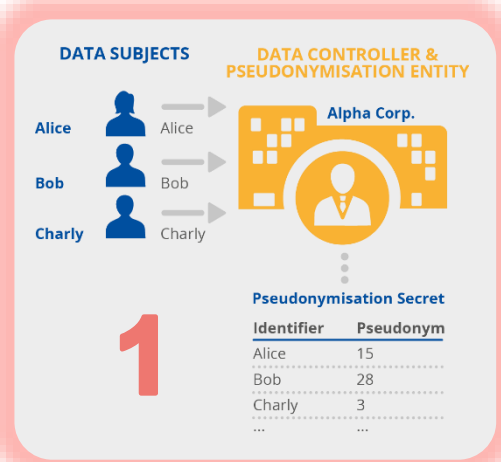 DATA SUBJECTS
DATA CONTROLLER &
PSEUDONYMISATION ENTITY
Alpha Corp.
Alice Alice
Bob Bob
Charly Charly
1
Pseudonymisation Secret
Identifier Pseudonym
Alice 15
Bob 28
Charly 3
... ...